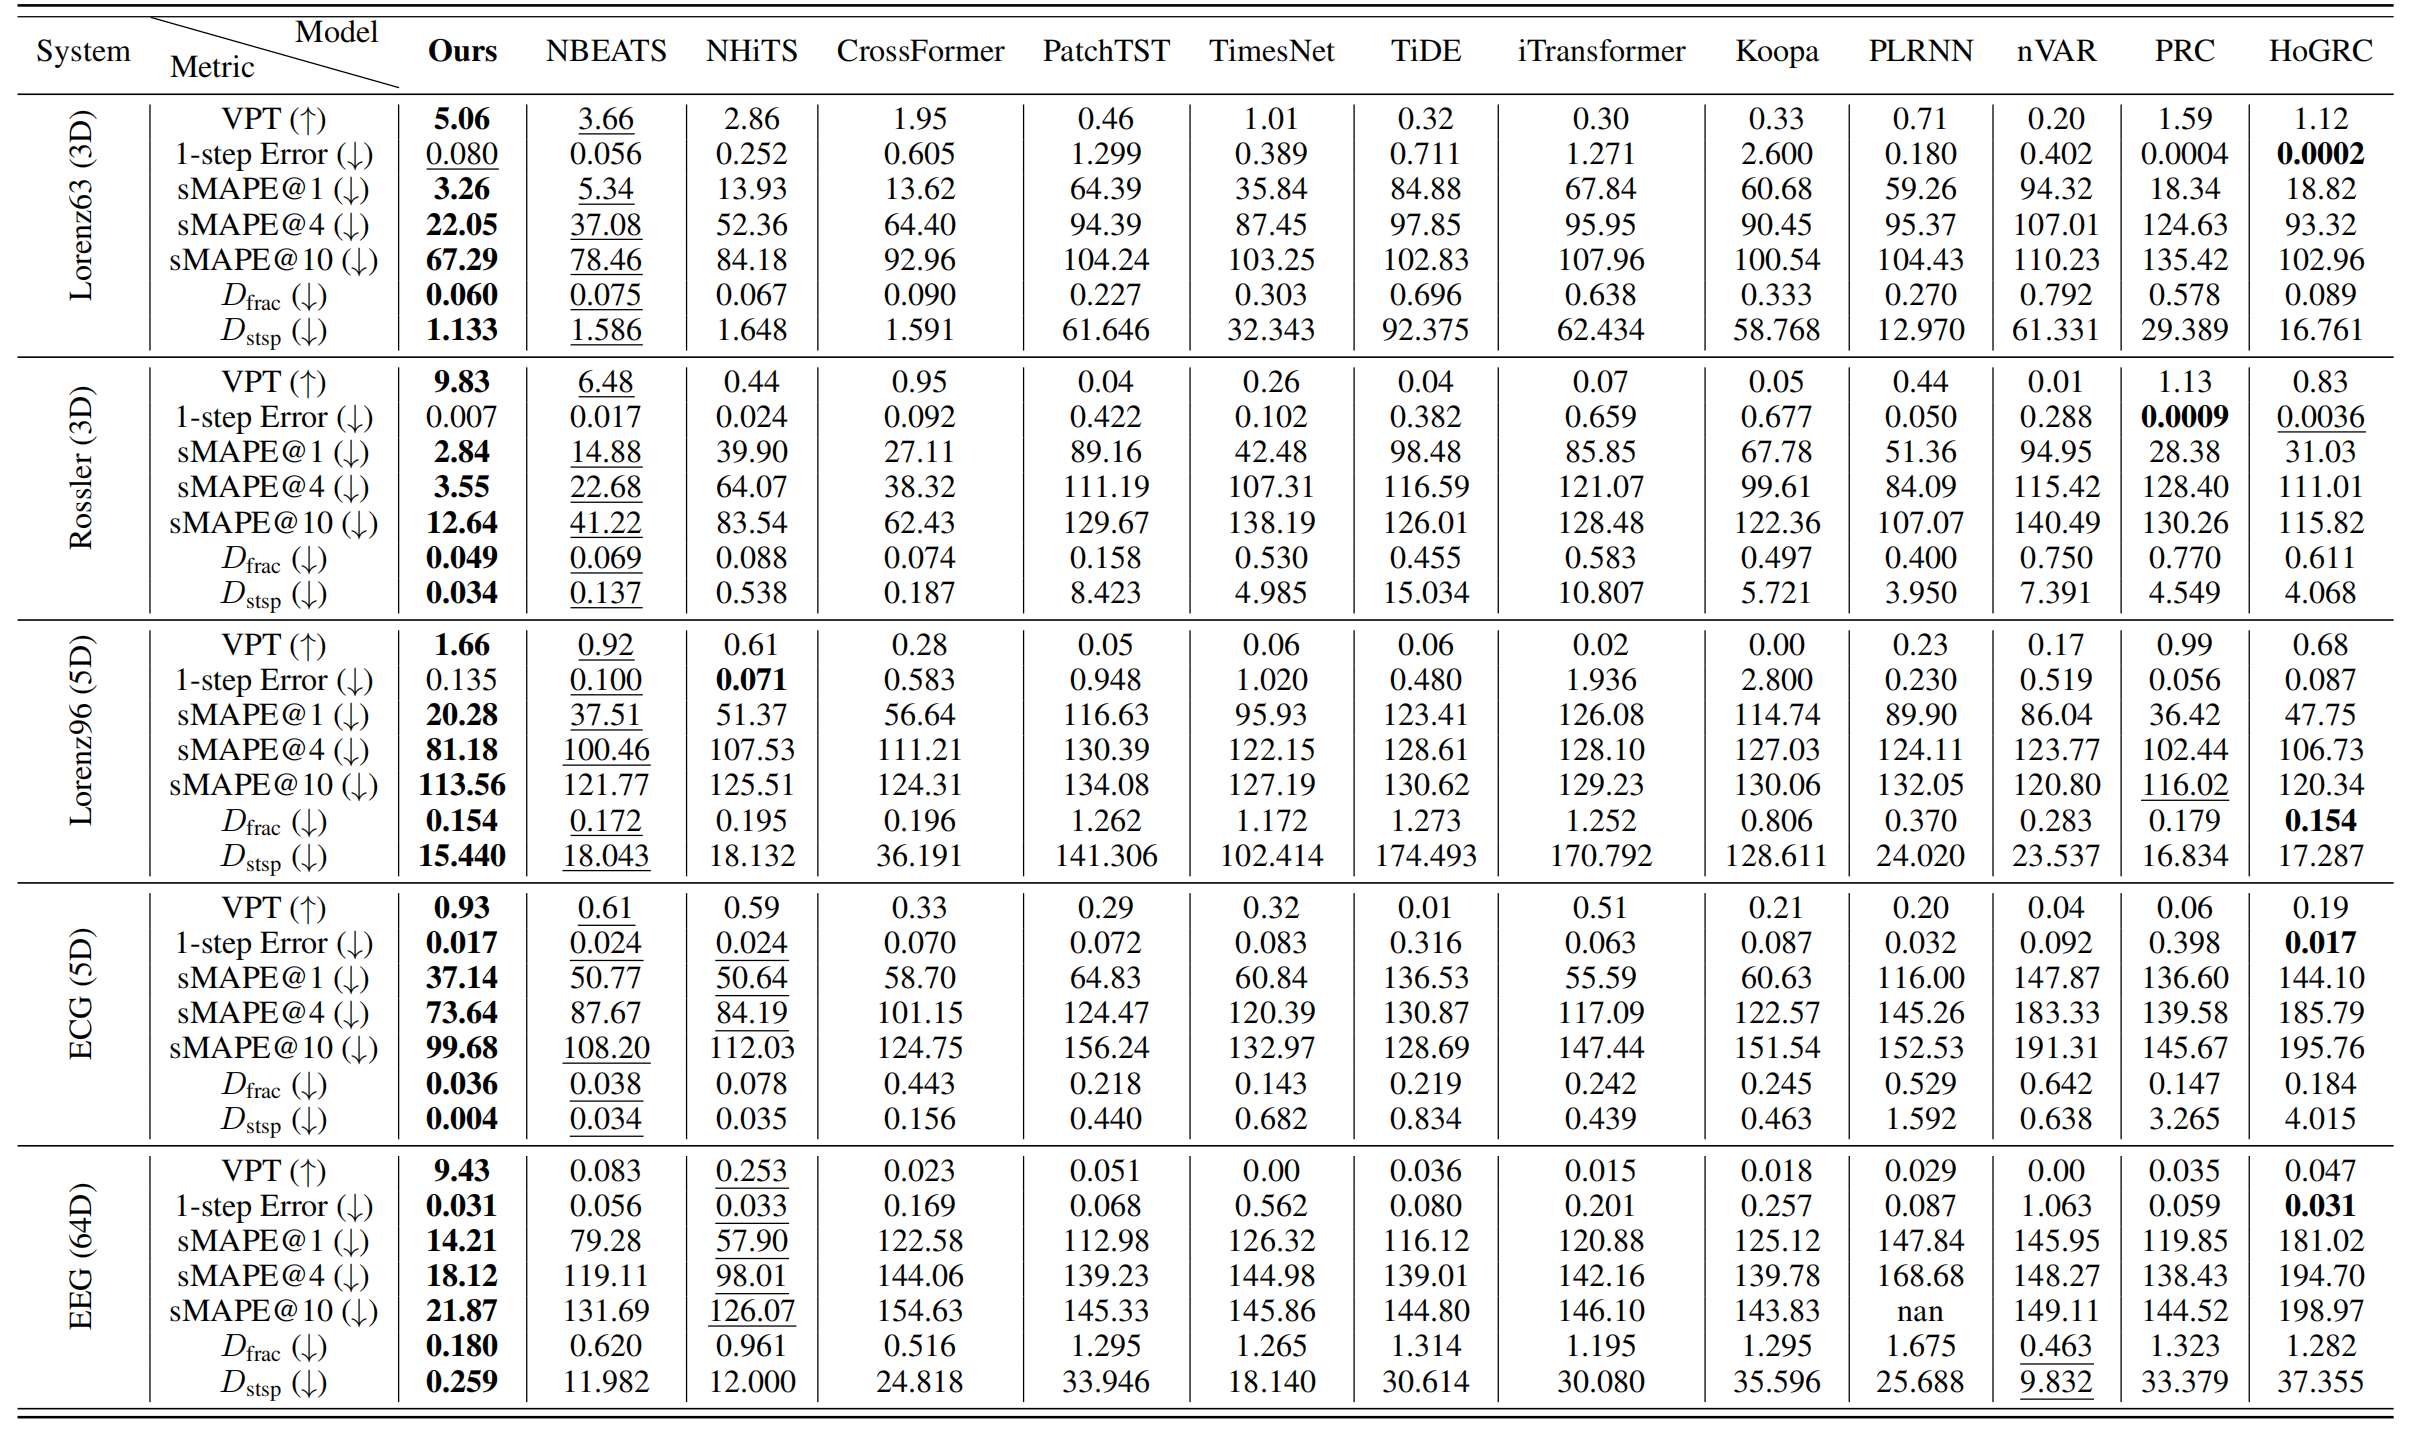 System Metric Model Ours NBEATS NHiTS CrossFormer PatchTST TimesNet TiDE iTransformer Koopa PLRNN nVAR PRC HoGRC
Lorenz63 (3D)
VPT (↑) 5.06 3.66 2.86 1.95 0.46 1.01 0.32 0.30 0.33 0.71 0.20 1.59 1.12
1-step Error (↓) 0.080 0.056 0.252 0.605 1.299 0.389 0.711 1.271 2.600 0.180 0.402 0.0004 0.0002
sMAPE@1 (↓) 3.26 5.34 13.93 13.62 64.39 35.84 84.88 67.84 60.68 59.26 94.32 18.34 18.82
sMAPE@4 (↓) 22.05 37.08 52.36 64.40 94.39 87.45 97.85 95.95 90.45 95.37 107.01 124.63 93.32
sMAPE@10 (↓) 67.29 78.46 84.18 92.96 104.24 103.25 102.83 107.96 100.54 104.43 110.23 135.42 102.96
Dfrac (↓) 0.060 0.075 0.067 0.090 0.227 0.303 0.696 0.638 0.333 0.270 0.792 0.578 0.089
Dstsp (↓) 1.133 1.586 1.648 1.591 61.646 32.343 92.375 62.434 58.768 12.970 61.331 29.389 16.761
Rossler (3D)
VPT (↑) 9.83 6.48 0.44 0.95 0.04 0.26 0.04 0.07 0.05 0.44 0.01 1.13 0.83
1-step Error (↓) 0.007 0.017 0.024 0.092 0.422 0.102 0.382 0.659 0.677 0.050 0.288 0.0009 0.0036
sMAPE@1 (↓) 2.84 14.88 39.90 27.11 89.16 42.48 98.48 85.85 67.78 51.36 94.95 28.38 31.03
sMAPE@4 (↓) 3.55 22.68 64.07 38.32 111.19 107.31 116.59 121.07 99.61 84.09 115.42 128.40 111.01
sMAPE@10 (↓) 12.64 41.22 83.54 62.43 129.67 138.19 126.01 128.48 122.36 107.07 140.49 130.26 115.82
Dfrac (↓) 0.049 0.069 0.088 0.074 0.158 0.530 0.455 0.583 0.497 0.400 0.750 0.770 0.611
Dstsp (↓) 0.034 0.137 0.538 0.187 8.423 4.985 15.034 10.807 5.721 3.950 7.391 4.549 4.068
Lorenz96 (5D)
VPT (↑) 1.66 0.92 0.61 0.28 0.05 0.06 0.06 0.02 0.00 0.23 0.17 0.99 0.68
1-step Error (↓) 0.135 0.100 0.071 0.583 0.948 1.020 0.480 1.936 2.800 0.230 0.519 0.056 0.087
sMAPE@1 (↓) 20.28 37.51 51.37 56.64 116.63 95.93 123.41 126.08 114.74 89.90 86.04 36.42 47.75
sMAPE@4 (↓) 81.18 100.46 107.53 111.21 130.39 122.15 128.61 128.10 127.03 124.11 123.77 102.44 106.73
sMAPE@10 (↓) 113.56 121.77 125.51 124.31 134.08 127.19 130.62 129.23 130.06 132.05 120.80 116.02 120.34
Dfrac (↓) 0.154 0.172 0.195 0.196 1.262 1.172 1.273 1.252 0.806 0.370 0.283 0.179 0.154
Dstsp (↓) 15.440 18.043 18.132 36.191 141.306 102.414 174.493 170.792 128.611 24.020 23.537 16.834 17.287
ECG (5D)
VPT (↑) 0.93 0.61 0.59 0.33 0.29 0.32 0.01 0.51 0.21 0.20 0.04 0.06 0.19
1-step Error (↓) 0.017 0.024 0.024 0.070 0.072 0.083 0.316 0.063 0.087 0.032 0.092 0.398 0.017
sMAPE@1 (↓) 37.14 50.77 50.64 58.70 64.83 60.84 136.53 55.59 60.63 116.00 147.87 136.60 144.10
sMAPE@4 (↓) 73.64 87.67 84.19 101.15 124.47 120.39 130.87 117.09 122.57 145.26 183.33 139.58 185.79
sMAPE@10 (↓) 99.68 108.20 112.03 124.75 156.24 132.97 128.69 147.44 151.54 152.53 191.31 145.67 195.76
Dfrac (↓) 0.036 0.038 0.078 0.443 0.218 0.143 0.219 0.242 0.245 0.529 0.642 0.147 0.184
Dstsp (↓) 0.004 0.034 0.035 0.156 0.440 0.682 0.834 0.439 0.463 1.592 0.638 3.265 4.015
EEG (64D)
VPT (↑) 9.43 0.083 0.253 0.023 0.051 0.00 0.036 0.015 0.018 0.029 0.00 0.035 0.047
1-step Error (↓) 0.031 0.056 0.033 0.169 0.068 0.562 0.080 0.201 0.257 0.087 1.063 0.059 0.031
sMAPE@1 (↓) 14.21 79.28 57.90 122.58 112.98 126.32 116.12 120.88 125.12 147.84 145.95 119.85 181.02
sMAPE@4 (↓) 18.12 119.11 98.01 144.06 139.23 144.98 139.01 142.16 139.78 168.68 148.27 138.43 194.70
sMAPE@10 (↓) 21.87 131.69 126.07 154.63 145.33 145.86 144.80 146.10 143.83 nan 149.11 144.52 198.97
Dfrac (↓) 0.180 0.620 0.961 0.516 1.295 1.265 1.314 1.195 1.295 1.675 0.463 1.323 1.282
Dstsp (↓) 0.259 11.982 12.000 24.818 33.946 18.140 30.614 30.080 35.596 25.688 9.832 33.379 37.355